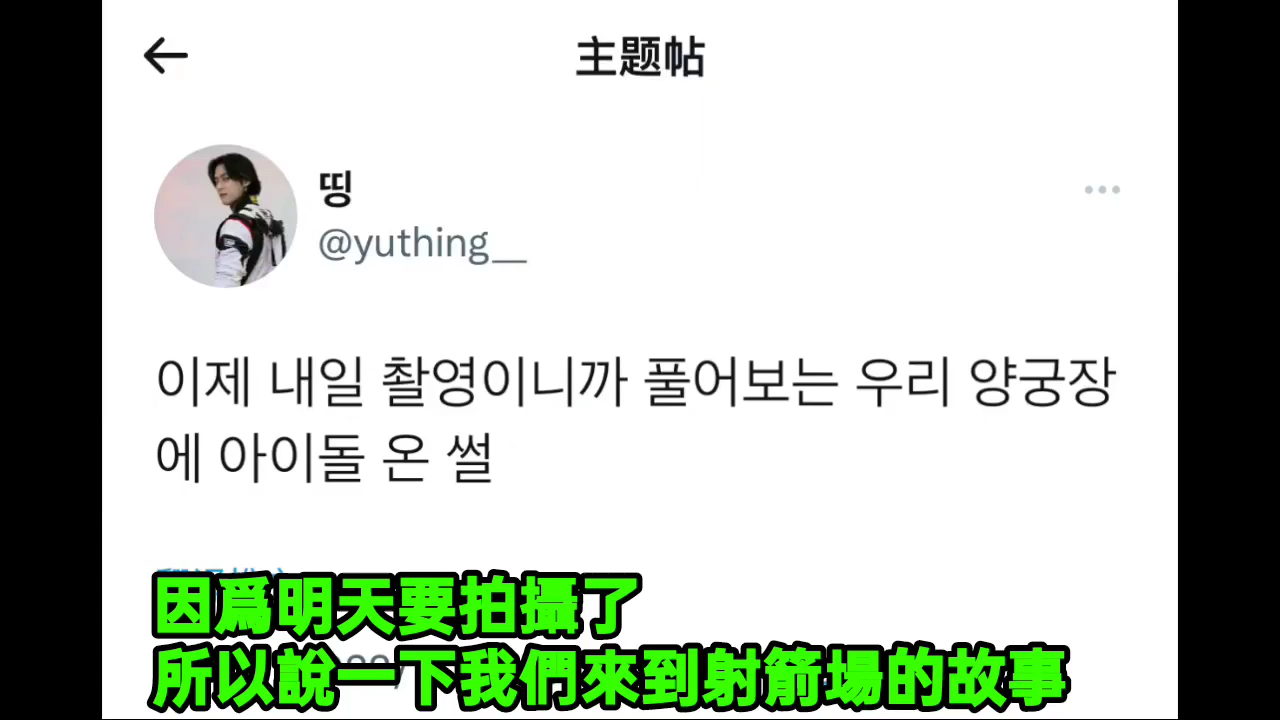 主题帖
띵
@yuthing__
이제 내일 촬영이니까 풀어보는 우리 양궁장
에 아이돌 온 썰
因爲明天要拍攝了
所以說一下我們來到射箭場的故事